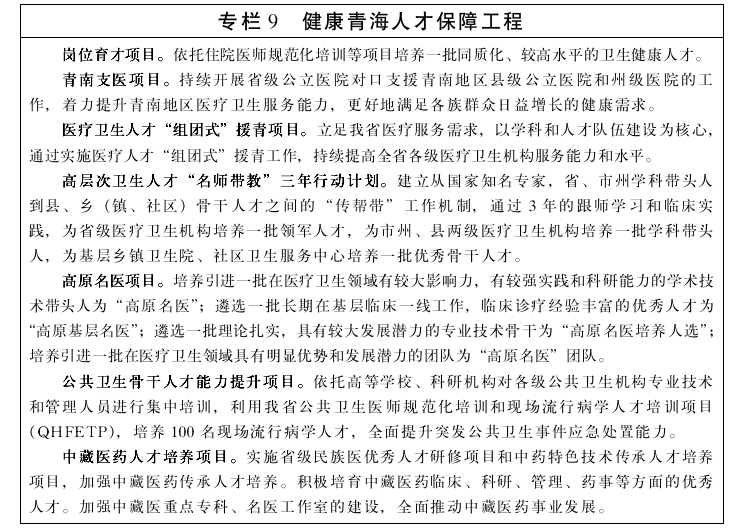 专栏 9　健康青海人才保障工程
岗位育才项目。依托住院医师规范化培训等项目培养一批同质化、较高水平的卫生健康人才。
青南支医项目。持续开展省级公立医院对口支援青南地区县级公立医院和州级医院的工
作，着力提升青南地区医疗卫生服务能力，更好地满足各族群众日益增长的健康需求。
医疗卫生人才“组团式”援青项目。立足我省医疗服务需求，以学科和人才队伍建设为核心，
通过实施医疗人才“组团式”援青工作，持续提高全省各级医疗卫生机构服务能力和水平。
高层次卫生人才“名师带教”三年行动计划。建立从国家知名专家，省、市州学科带头人
到县、乡（镇、社区）骨干人才之间的“传帮带”工作机制，通过 3 年的跟师学习和临床实
践，为省级医疗卫生机构培养一批领军人才，为市州、县两级医疗卫生机构培养一批学科带头
人，为基层乡镇卫生院、社区卫生服务中心培养一批优秀骨干人才。
高原名医项目。培养引进一批在医疗卫生领域有较大影响力，有较强实践和科研能力的学术技
术带头人为“高原名医”；遴选一批长期在基层临床一线工作，临床诊疗经验丰富的优秀人才为
“高原基层名医”；遴选一批理论扎实，具有较大发展潜力的专业技术骨干为“高原名医培养人选”；
培养引进一批在医疗卫生领域具有明显优势和发展潜力的团队为“高原名医”团队。
公共卫生骨干人才能力提升项目。依托高等学校、科研机构对各级公共卫生机构专业技术
和管理人员进行集中培训，利用我省公共卫生医师规范化培训和现场流行病学人才培训项目
(QHFETP)，培养 100 名现场流行病学人才，全面提升突发公共卫生事件应急处置能力。
中藏医药人才培养项目。实施省级民族医优秀人才研修项目和中药特色技术传承人才培养
项目，加强中藏医药传承人才培养。积极培育中藏医药临床、科研、管理、药事等方面的优秀
人才。加强中藏医重点专科、名医工作室的建设，全面推动中藏医药事业发展。